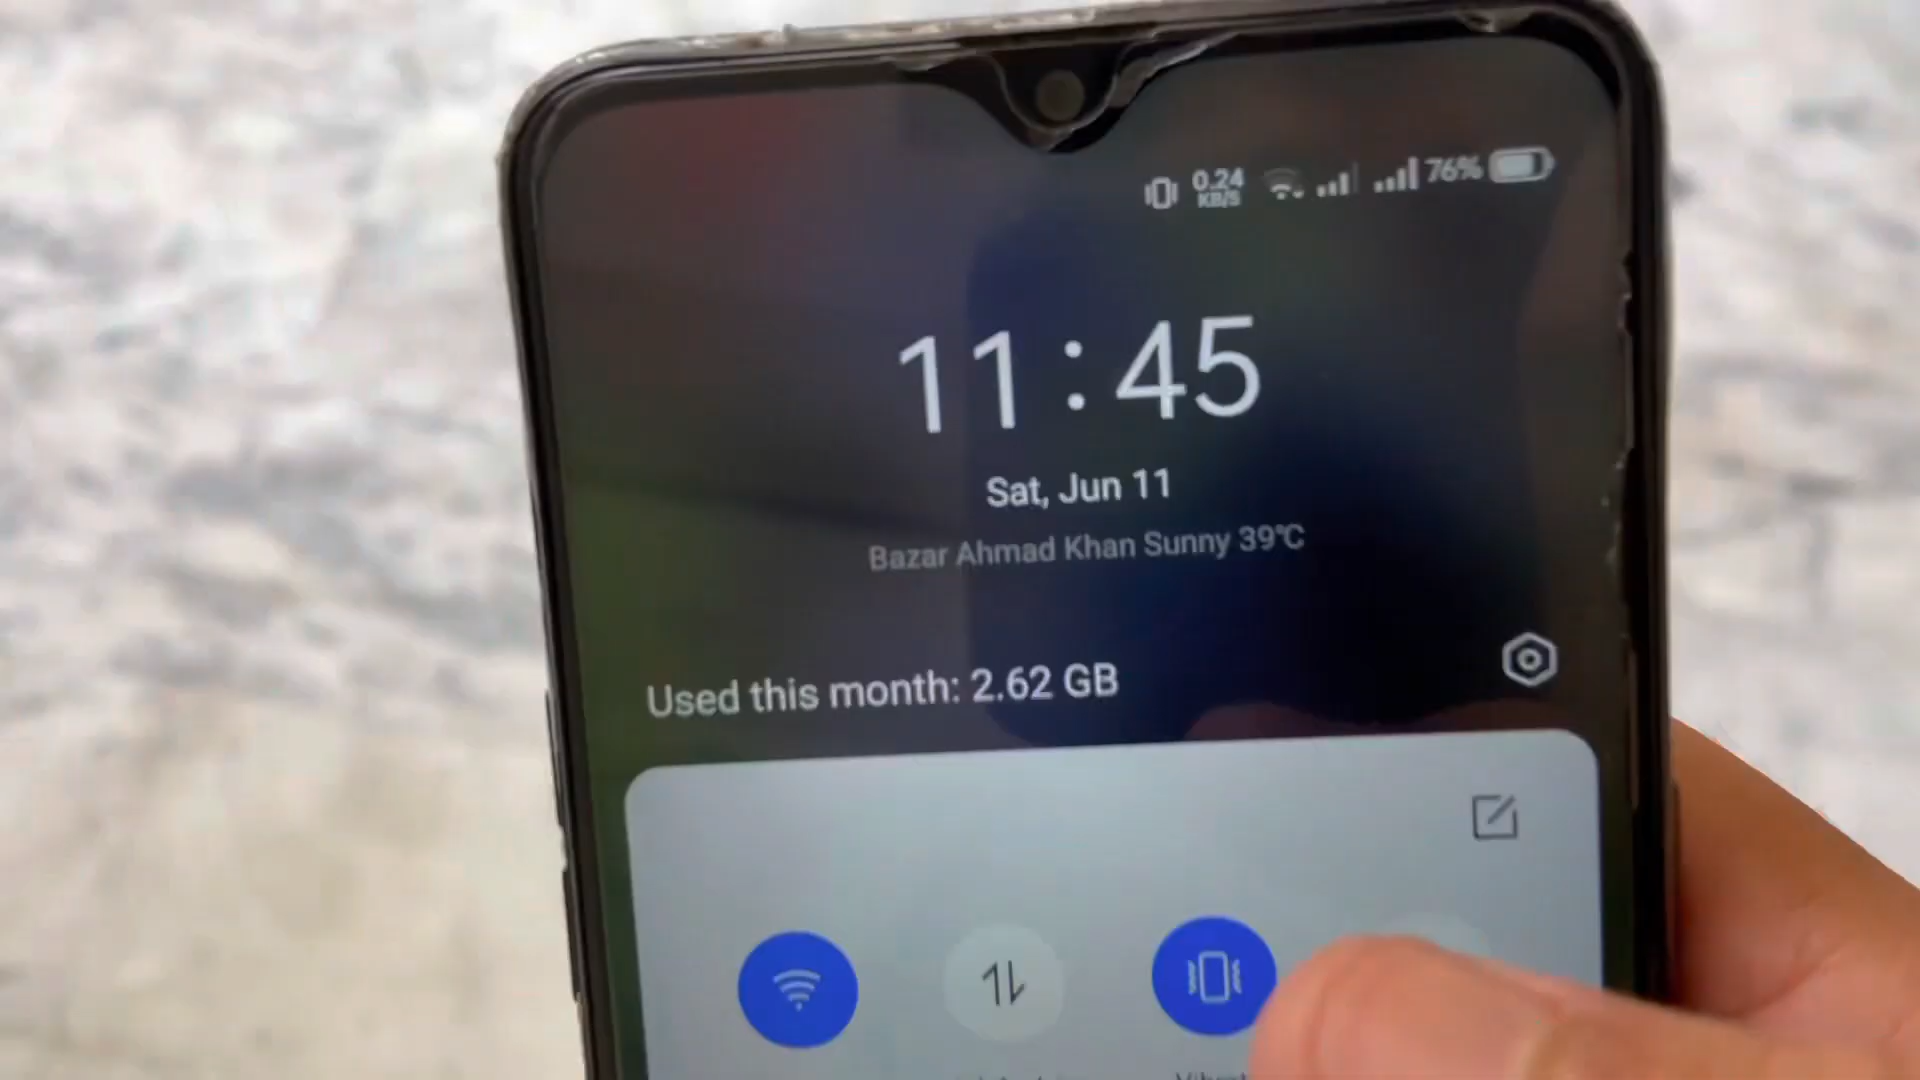 0.24
KB/S
76%
11:45
Sat, Jun 11
Bazar Ahmad Khan Sunny 39℃
Used this month: 2.62 GB